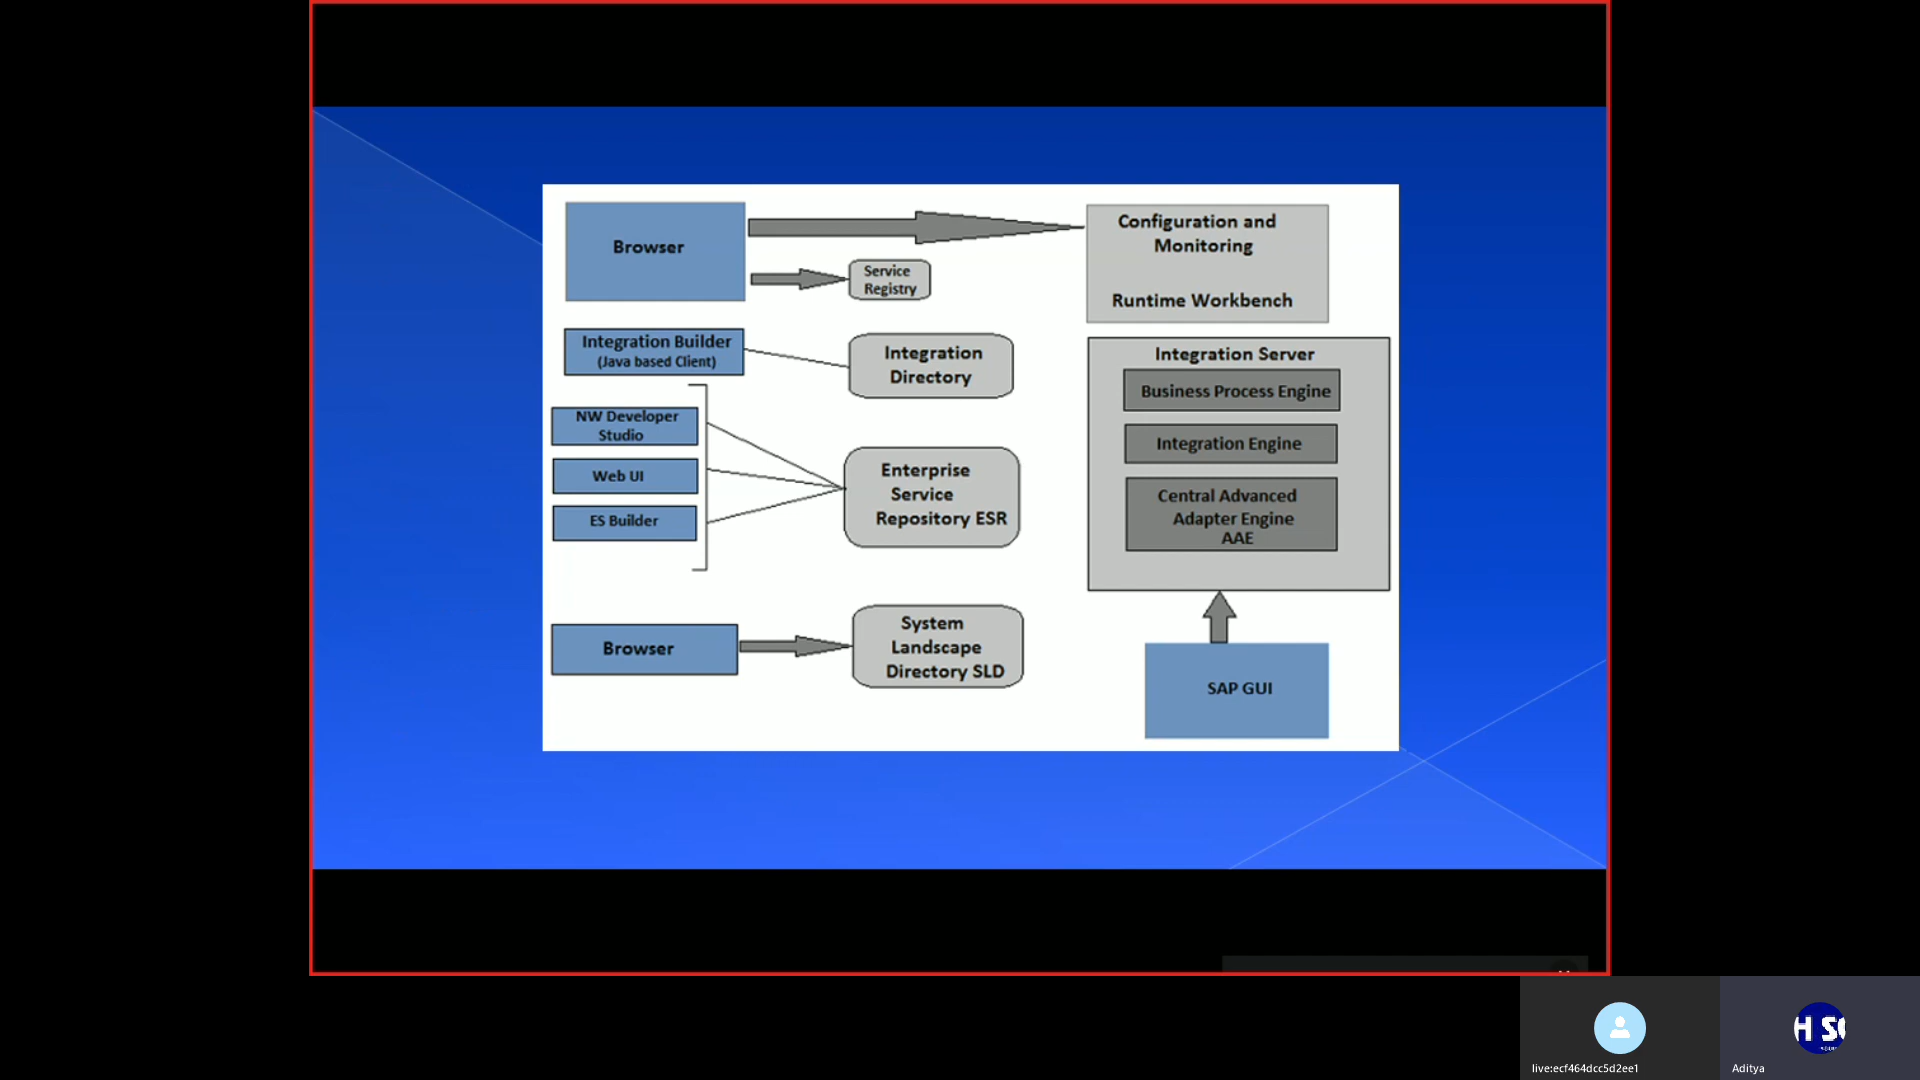 Browser
Configuration and
Monitoring
Runtime Workbench
Service
Registry
Integration Builder
(Java based Client)
Integration
Directory
Integration Server
Business Process Engine
Integration Engine
Central Advanced
Adapter Engine
AAE
NW Developer
Studio
Web UI
ES Builder
Enterprise
Service
Repository ESR
Browser
System
Landscape
Directory SLD
SAP GUI
live:ecf464dcc5d2ee1
Aditya